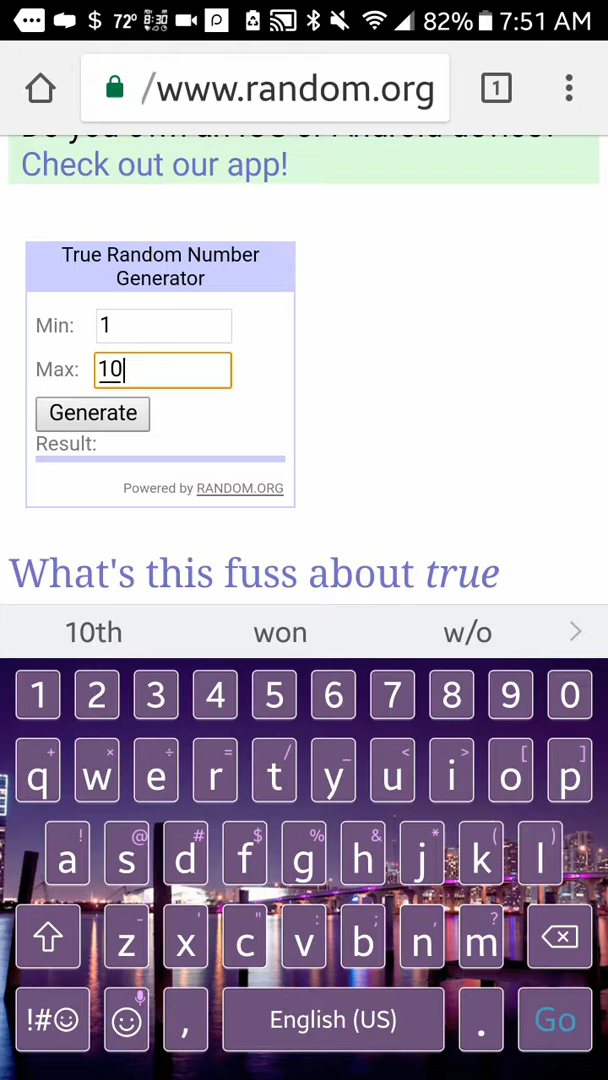 $ 72° 8:30 P 82% 7:51 AM
/www.random.org 1
Check out our app!
True Random Number
Generator
Min: 1
Max: 10
Generate
Result:
Powered by RANDOM.ORG
What's this fuss about true
10th won w/o >
1 2 3 4 5 6 7 8 9 0
+ × ÷ = / _ < > [ ]
q w e r t y u i o p
! @ # $ % & * ( )
a s d f g h j k l
- ' " : ; , ?
z x c v b n m
!#☺ , English (US) . Go